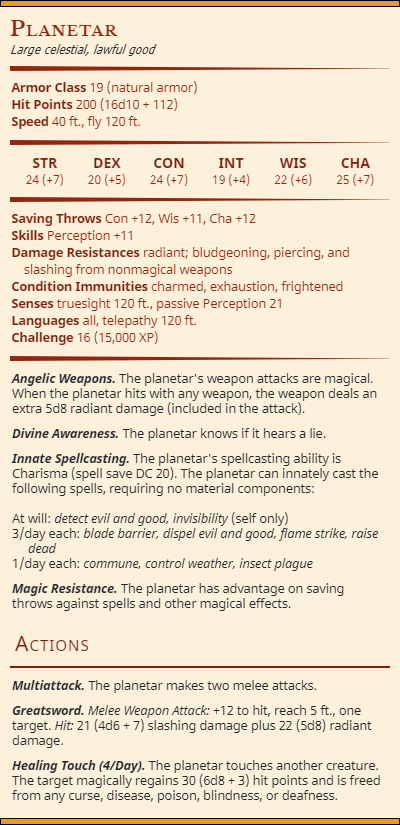 Planetar
Large celestial, lawful good
Armor Class 19 (natural armor)
Hit Points 200 (16d10 + 112)
Speed 40 ft., fly 120 ft.
STR DEX CON INT WIS CHA
24 (+7) 20 (+5) 24 (+7) 19 (+4) 22 (+6) 25 (+7)
Saving Throws Con +12, Wis +11, Cha +12
Skills Perception +11
Damage Resistances radiant; bludgeoning, piercing, and
slashing from nonmagical weapons
Condition Immunities charmed, exhaustion, frightened
Senses truesight 120 ft., passive Perception 21
Languages all, telepathy 120 ft.
Challenge 16 (15,000 XP)
Angelic Weapons. The planetar's weapon attacks are magical.
When the planetar hits with any weapon, the weapon deals an
extra 5d8 radiant damage (included in the attack).
Divine Awareness. The planetar knows if it hears a lie.
Innate Spellcasting. The planetar's spellcasting ability is
Charisma (spell save DC 20). The planetar can innately cast the
following spells, requiring no material components:
At will: detect evil and good, invisibility (self only)
3/day each: blade barrier, dispel evil and good, flame strike, raise
dead
1/day each: commune, control weather, insect plague
Magic Resistance. The planetar has advantage on saving
throws against spells and other magical effects.
Actions
Multiattack. The planetar makes two melee attacks.
Greatsword. Melee Weapon Attack: +12 to hit, reach 5 ft., one
target. Hit: 21 (4d6 + 7) slashing damage plus 22 (5d8) radiant
damage.
Healing Touch (4/Day). The planetar touches another creature.
The target magically regains 30 (6d8 + 3) hit points and is freed
from any curse, disease, poison, blindness, or deafness.